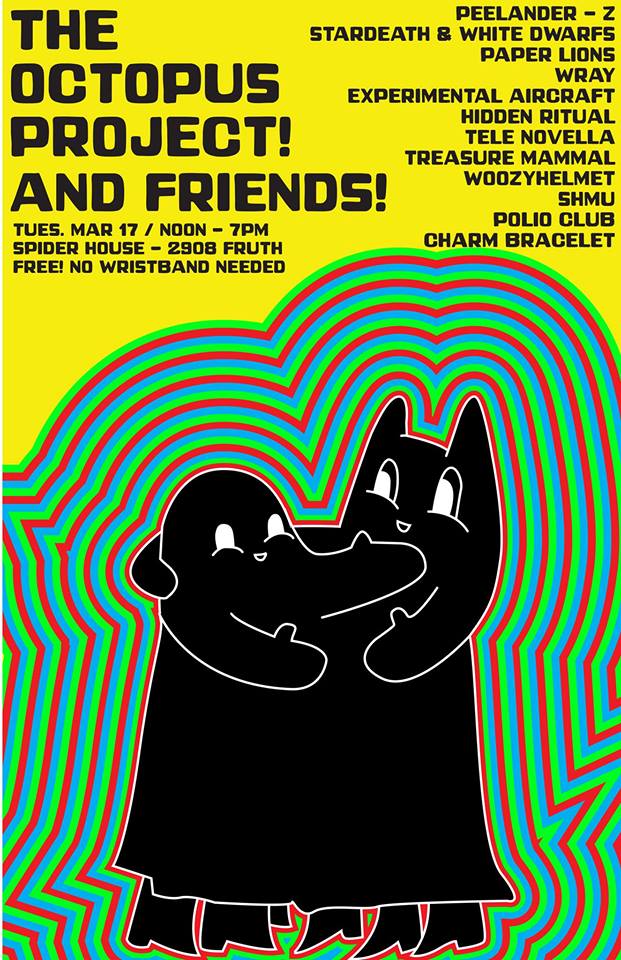 THE
OCTOPUS
PROJECT!
AND FRIENDS!
TUES. MAR 17 / NOON – 7PM
SPIDER HOUSE – 2908 FRUTH
FREE! NO WRISTBAND NEEDED
PEELANDER – Z
STARDEATH & WHITE DWARFS
PAPER LIONS
WRAY
EXPERIMENTAL AIRCRAFT
HIDDEN RITUAL
TELE NOVELLA
TREASURE MAMMAL
WOOZYHELMET
SHMU
POLIO CLUB
CHARM BRACELET